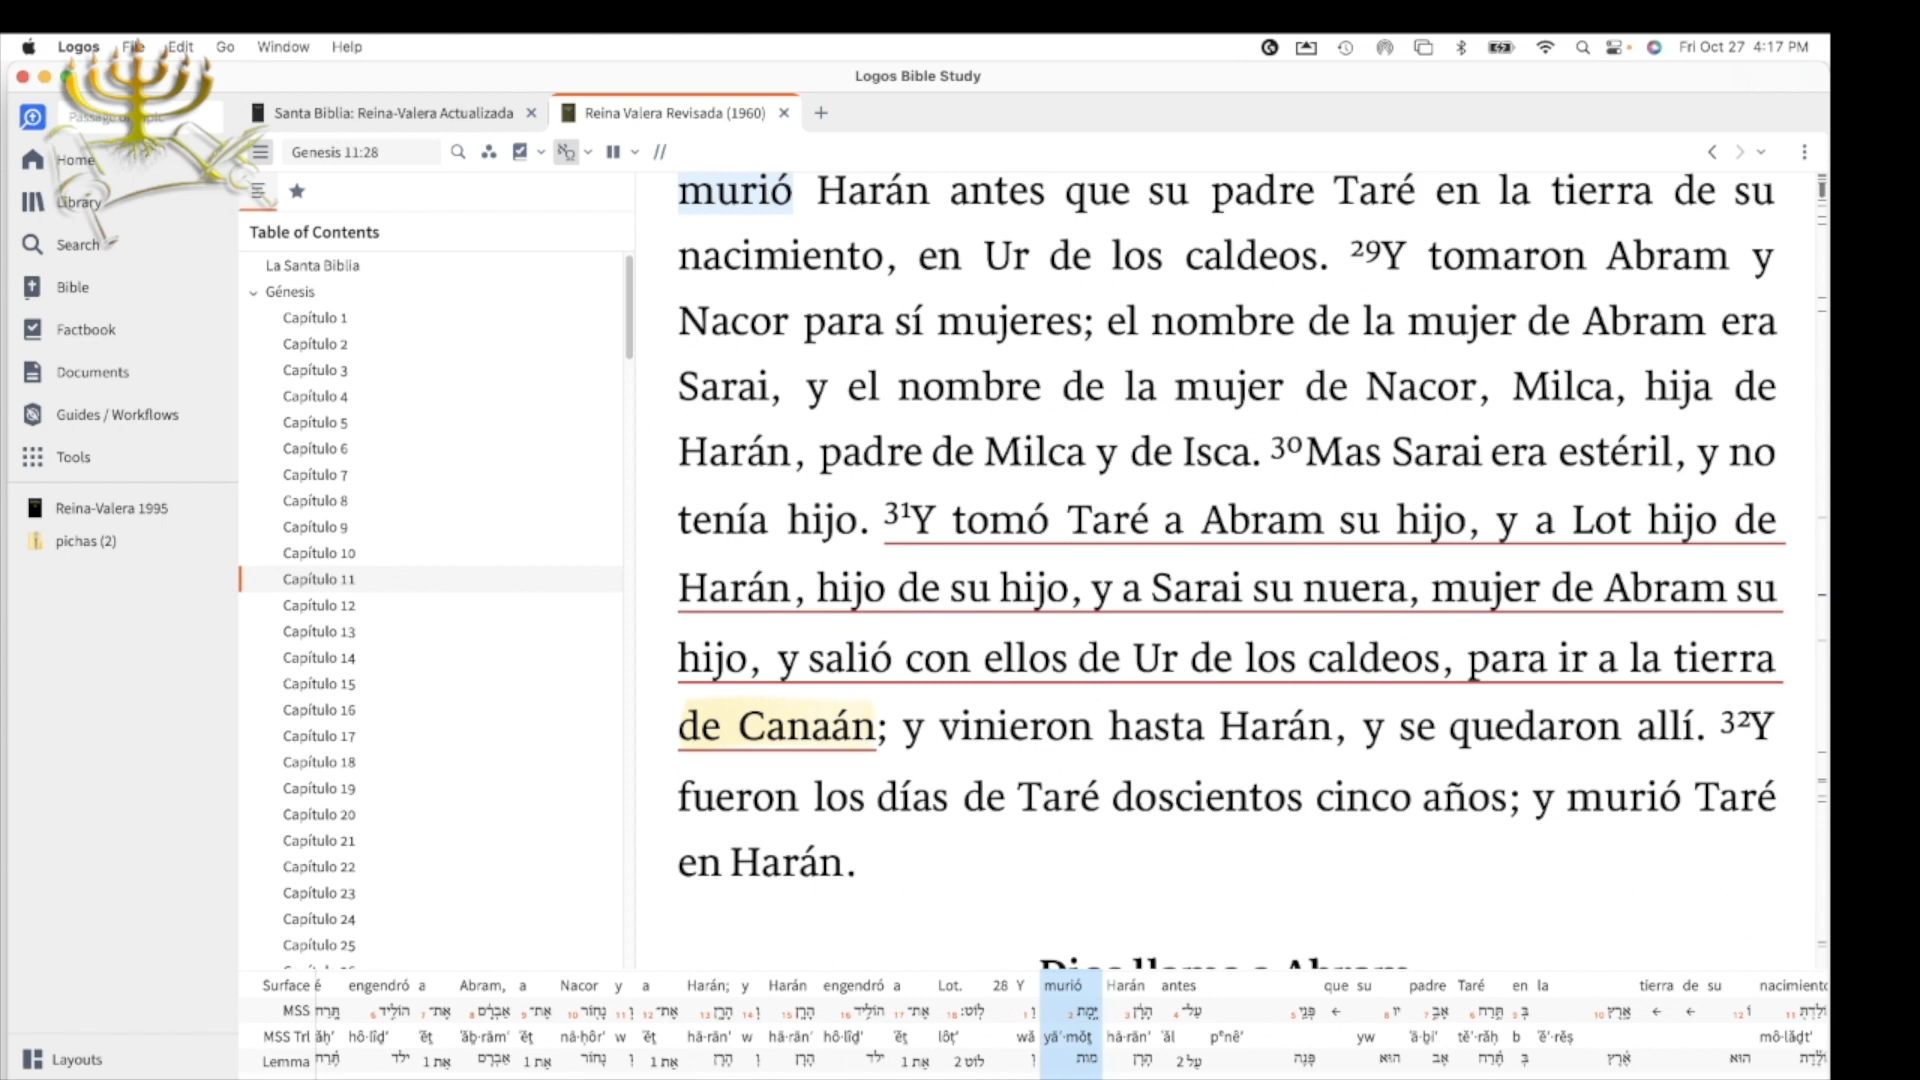 Logos File Edit Go Window Help
Fri Oct 27 4:17 PM
Logos Bible Study
Santa Biblia: Reina-Valera Actualizada
Reina Valera Revisada (1960)
Genesis 11:28
Home
Library
Search
Bible
Factbook
Documents
Guides / Workflows
Tools
Reina-Valera 1995
pichas (2)
Layouts
Table of Contents
La Santa Biblia
Génesis
Capítulo 1
Capítulo 2
Capítulo 3
Capítulo 4
Capítulo 5
Capítulo 6
Capítulo 7
Capítulo 8
Capítulo 9
Capítulo 10
Capítulo 11
Capítulo 12
Capítulo 13
Capítulo 14
Capítulo 15
Capítulo 16
Capítulo 17
Capítulo 18
Capítulo 19
Capítulo 20
Capítulo 21
Capítulo 22
Capítulo 23
Capítulo 24
Capítulo 25
murió Harán antes que su padre Taré en la tierra de su
nacimiento, en Ur de los caldeos. 29Y tomaron Abram y
Nacor para sí mujeres; el nombre de la mujer de Abram era
Sarai, y el nombre de la mujer de Nacor, Milca, hija de
Harán, padre de Milca y de Isca. 30Mas Sarai era estéril, y no
tenía hijo. 31Y tomó Taré a Abram su hijo, y a Lot hijo de
Harán, hijo de su hijo, y a Sarai su nuera, mujer de Abram su
hijo, y salió con ellos de Ur de los caldeos, para ir a la tierra
de Canaán; y vinieron hasta Harán, y se quedaron allí. 32Y
fueron los días de Taré doscientos cinco años; y murió Taré
en Harán.
Surface é engendró a Abram, a Nacor y a Harán; y Harán engendró a Lot. 28 Y murió Harán antes que su padre Taré en la tierra de su nacimiento
MSS
MSS Trl
Lemma